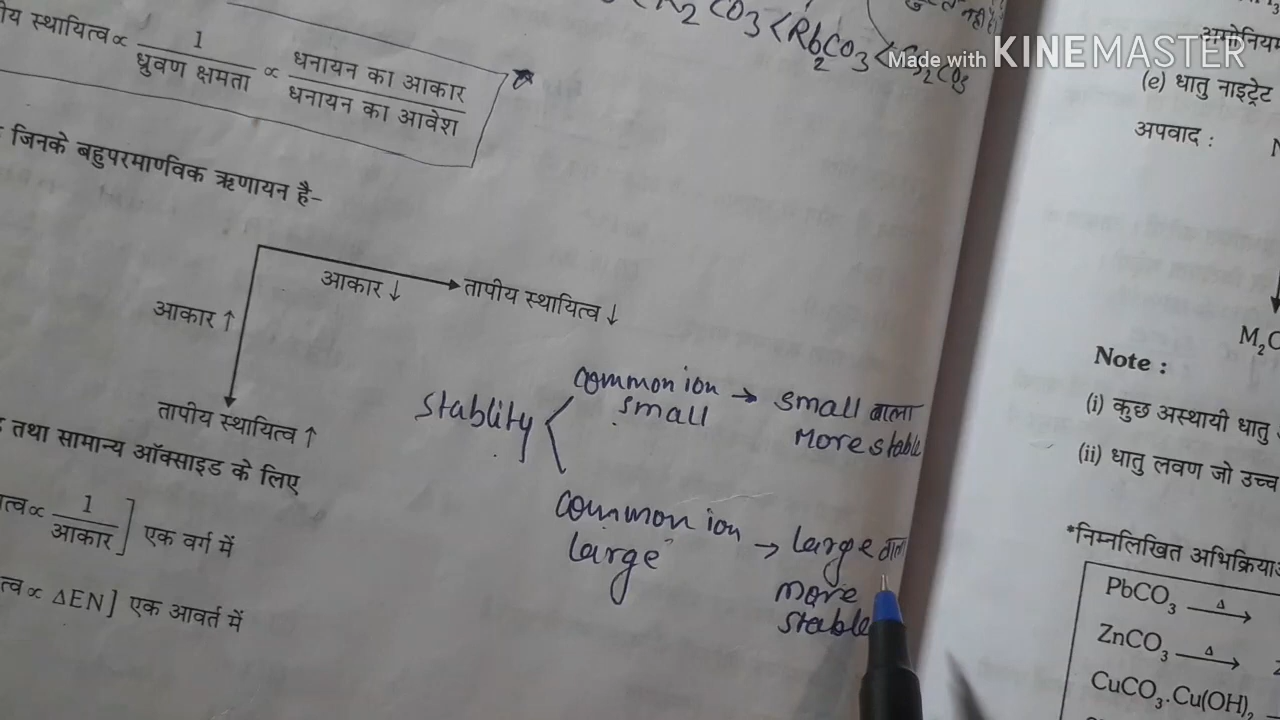 K₂CO₃ < Rb₂CO₃ < Cs₂CO₃
Made with KINEMASTER
स्थायित्व ∝ 1/ध्रुवण क्षमता ∝ धनायन का आकार/धनायन का आवेश
जिनके बहुपरमाण्विक ऋणायन है-
आकार ↓ तापीय स्थायित्व ↓
आकार ↑
तापीय स्थायित्व ↑
तथा सामान्य ऑक्साइड के लिए
∝ 1/आकार] एक वर्ग में
∝ ΔEN] एक आवर्त में
stablity
common ion small → small वाला More stable
common ion large → large वाला more stable
(e) धातु नाइट्रेट
अपवाद :
Note :
(i) कुछ अस्थायी धातु
(ii) धातु लवण जो उच्च
*निम्नलिखित
PbCO₃ —Δ→
ZnCO₃ —Δ→
CuCO₃.Cu(OH)₂